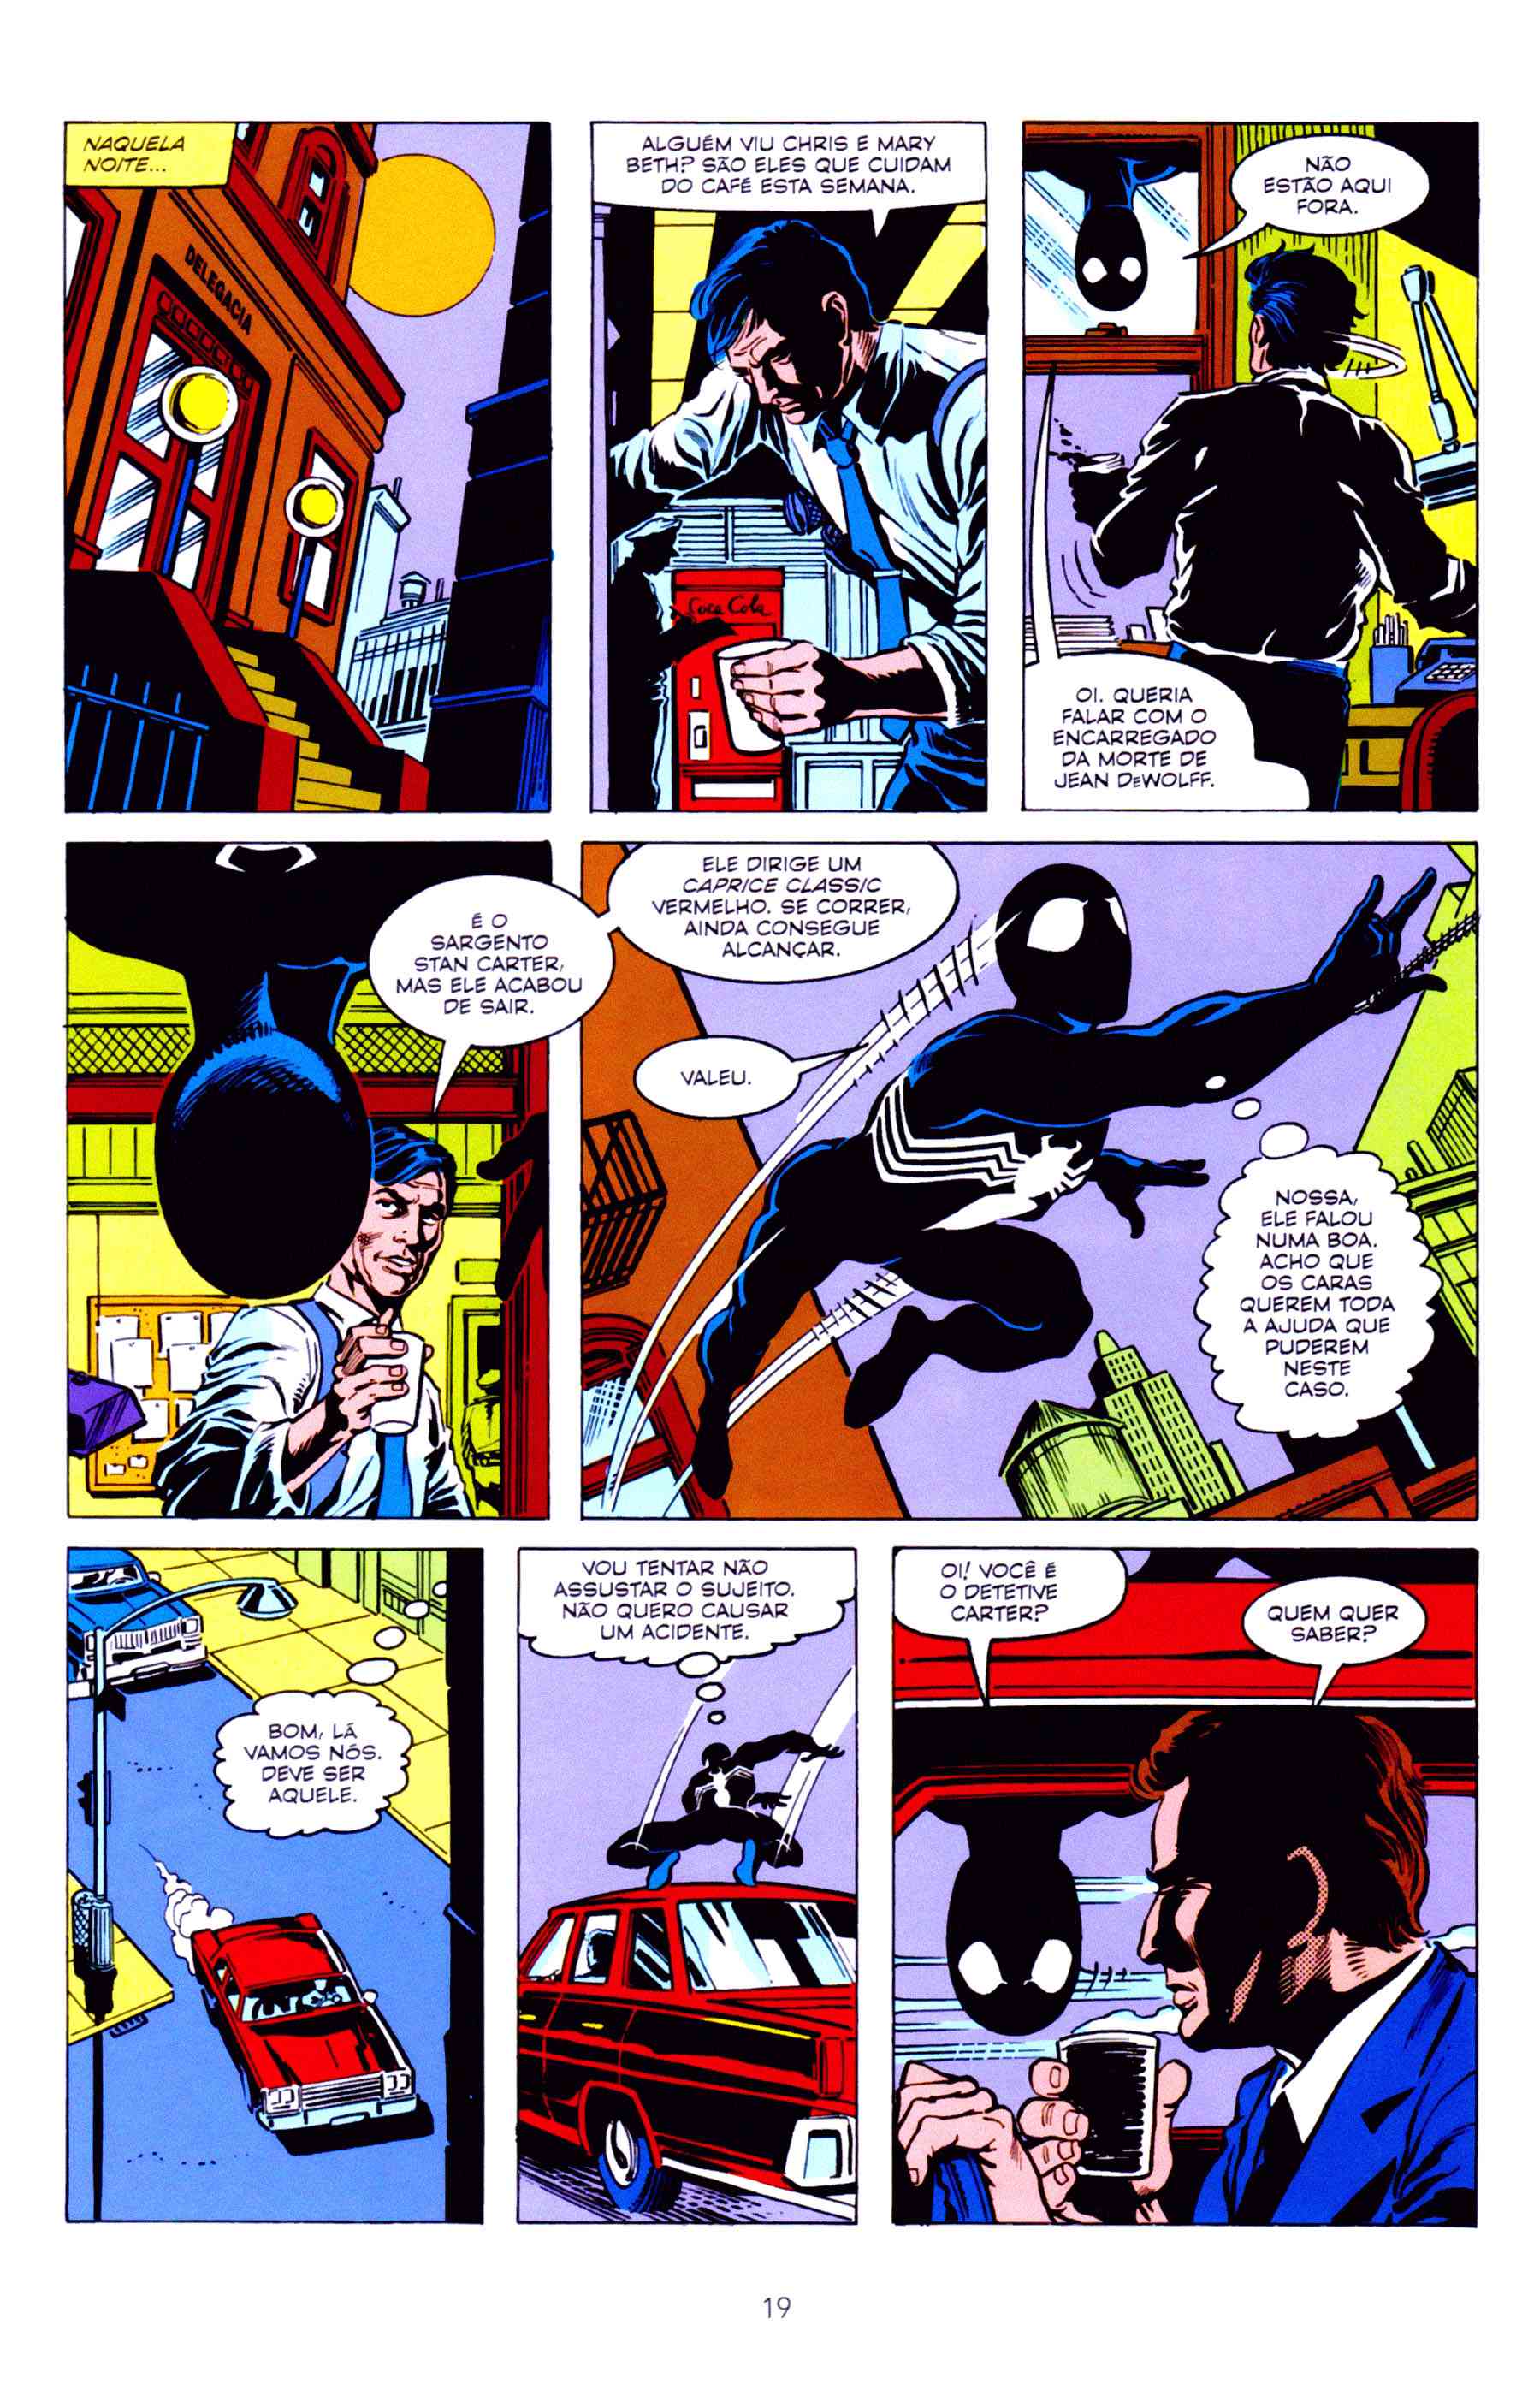 NAQUELA
NOITE...
DELEGACIA
ALGUÉM VIU CHRIS E MARY
BETH? SÃO ELES QUE CUIDAM
DO CAFÉ ESTA SEMANA.
Coca Cola
NÃO
ESTÃO AQUI
FORA.
OI. QUERIA
FALAR COM O
ENCARREGADO
DA MORTE DE
JEAN DeWOLFF.
É O
SARGENTO
STAN CARTER,
MAS ELE ACABOU
DE SAIR.
ELE DIRIGE UM
CAPRICE CLASSIC
VERMELHO. SE CORRER,
AINDA CONSEGUE
ALCANÇAR.
VALEU.
NOSSA,
ELE FALOU
NUMA BOA.
ACHO QUE
OS CARAS
QUEREM TODA
A AJUDA QUE
PUDEREM
NESTE
CASO.
BOM, LÁ
VAMOS NÓS.
DEVE SER
AQUELE.
VOU TENTAR NÃO
ASSUSTAR O SUJEITO.
NÃO QUERO CAUSAR
UM ACIDENTE.
OI! VOCÊ É
O DETETIVE
CARTER?
QUEM QUER
SABER?
19